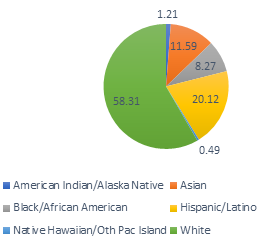 1.21
11.59
8.27
58.31
20.12
0.49
American Indian/Alaska Native Asian
Black/African American Hispanic/Latino
Native Hawaiian/Oth Pac Island White